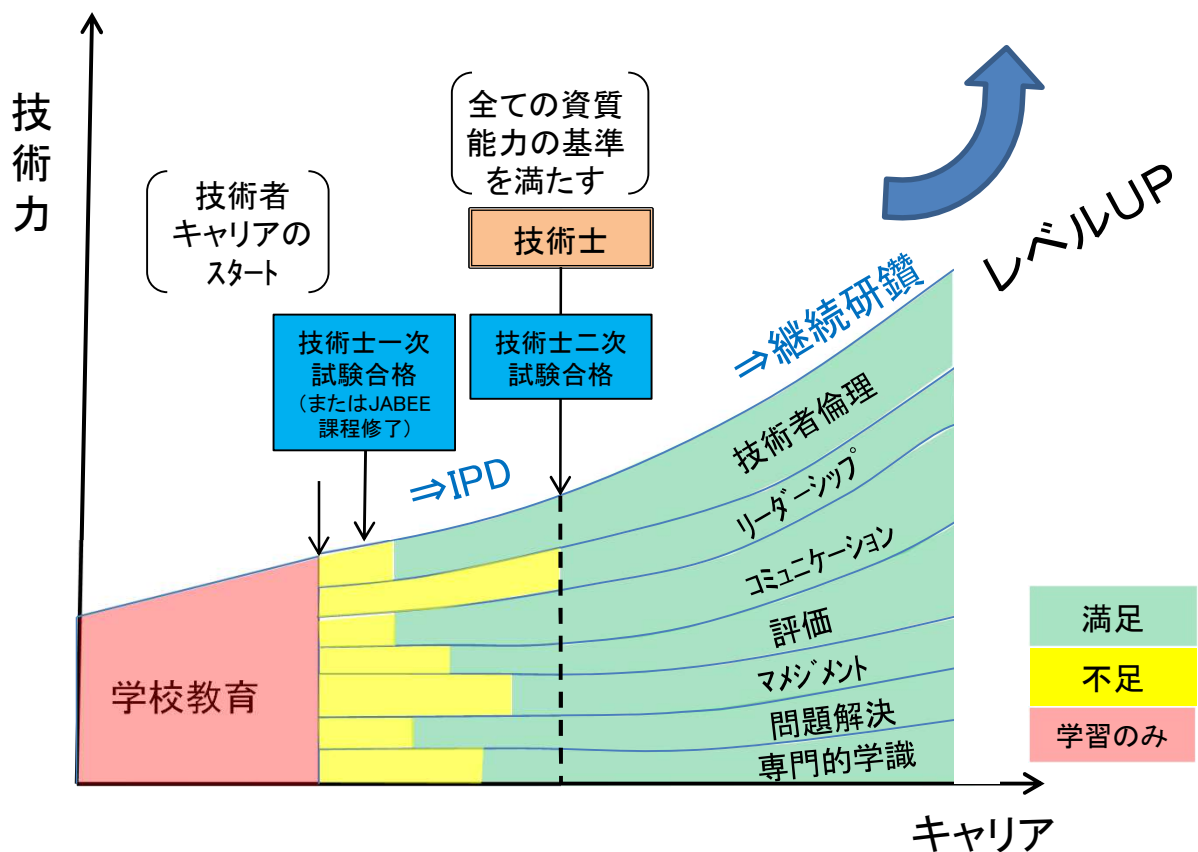 技術力
全ての資質
能力の基準
を満たす
技術者
キャリアの
スタート
技術士
レベルUP
⇒継続研鑽
技術士一次
試験合格
(またはJABEE
課程修了)
技術士二次
試験合格
⇒IPD
技術者倫理
リーダーシップ
コミュニケーション
評価
マメジメント
問題解決
専門的学識
学校教育
満足
不足
学習のみ
キャリア